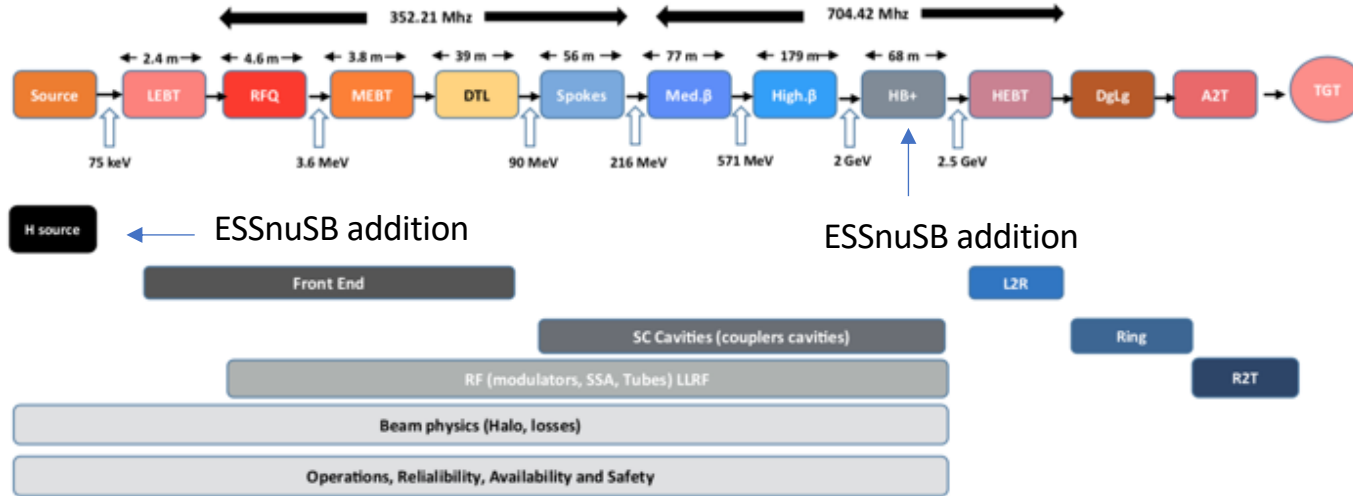 352.21 Mhz 704.42 Mhz
2.4 m 4.6 m 3.8 m 39 m 56 m 77 m 179 m 68 m
Source LEBT RFQ MEBT DTL Spokes Med.β High.β HB+ HEBT DgLg A2T TGT
75 keV 3.6 MeV 90 MeV 216 MeV 571 MeV 2 GeV 2.5 GeV
H source ESSnuSB addition ESSnuSB addition
Front End L2R
SC Cavities (couplers cavities) Ring
RF (modulators, SSA, Tubes) LLRF R2T
Beam physics (Halo, losses)
Operations, Relialibility, Availability and Safety